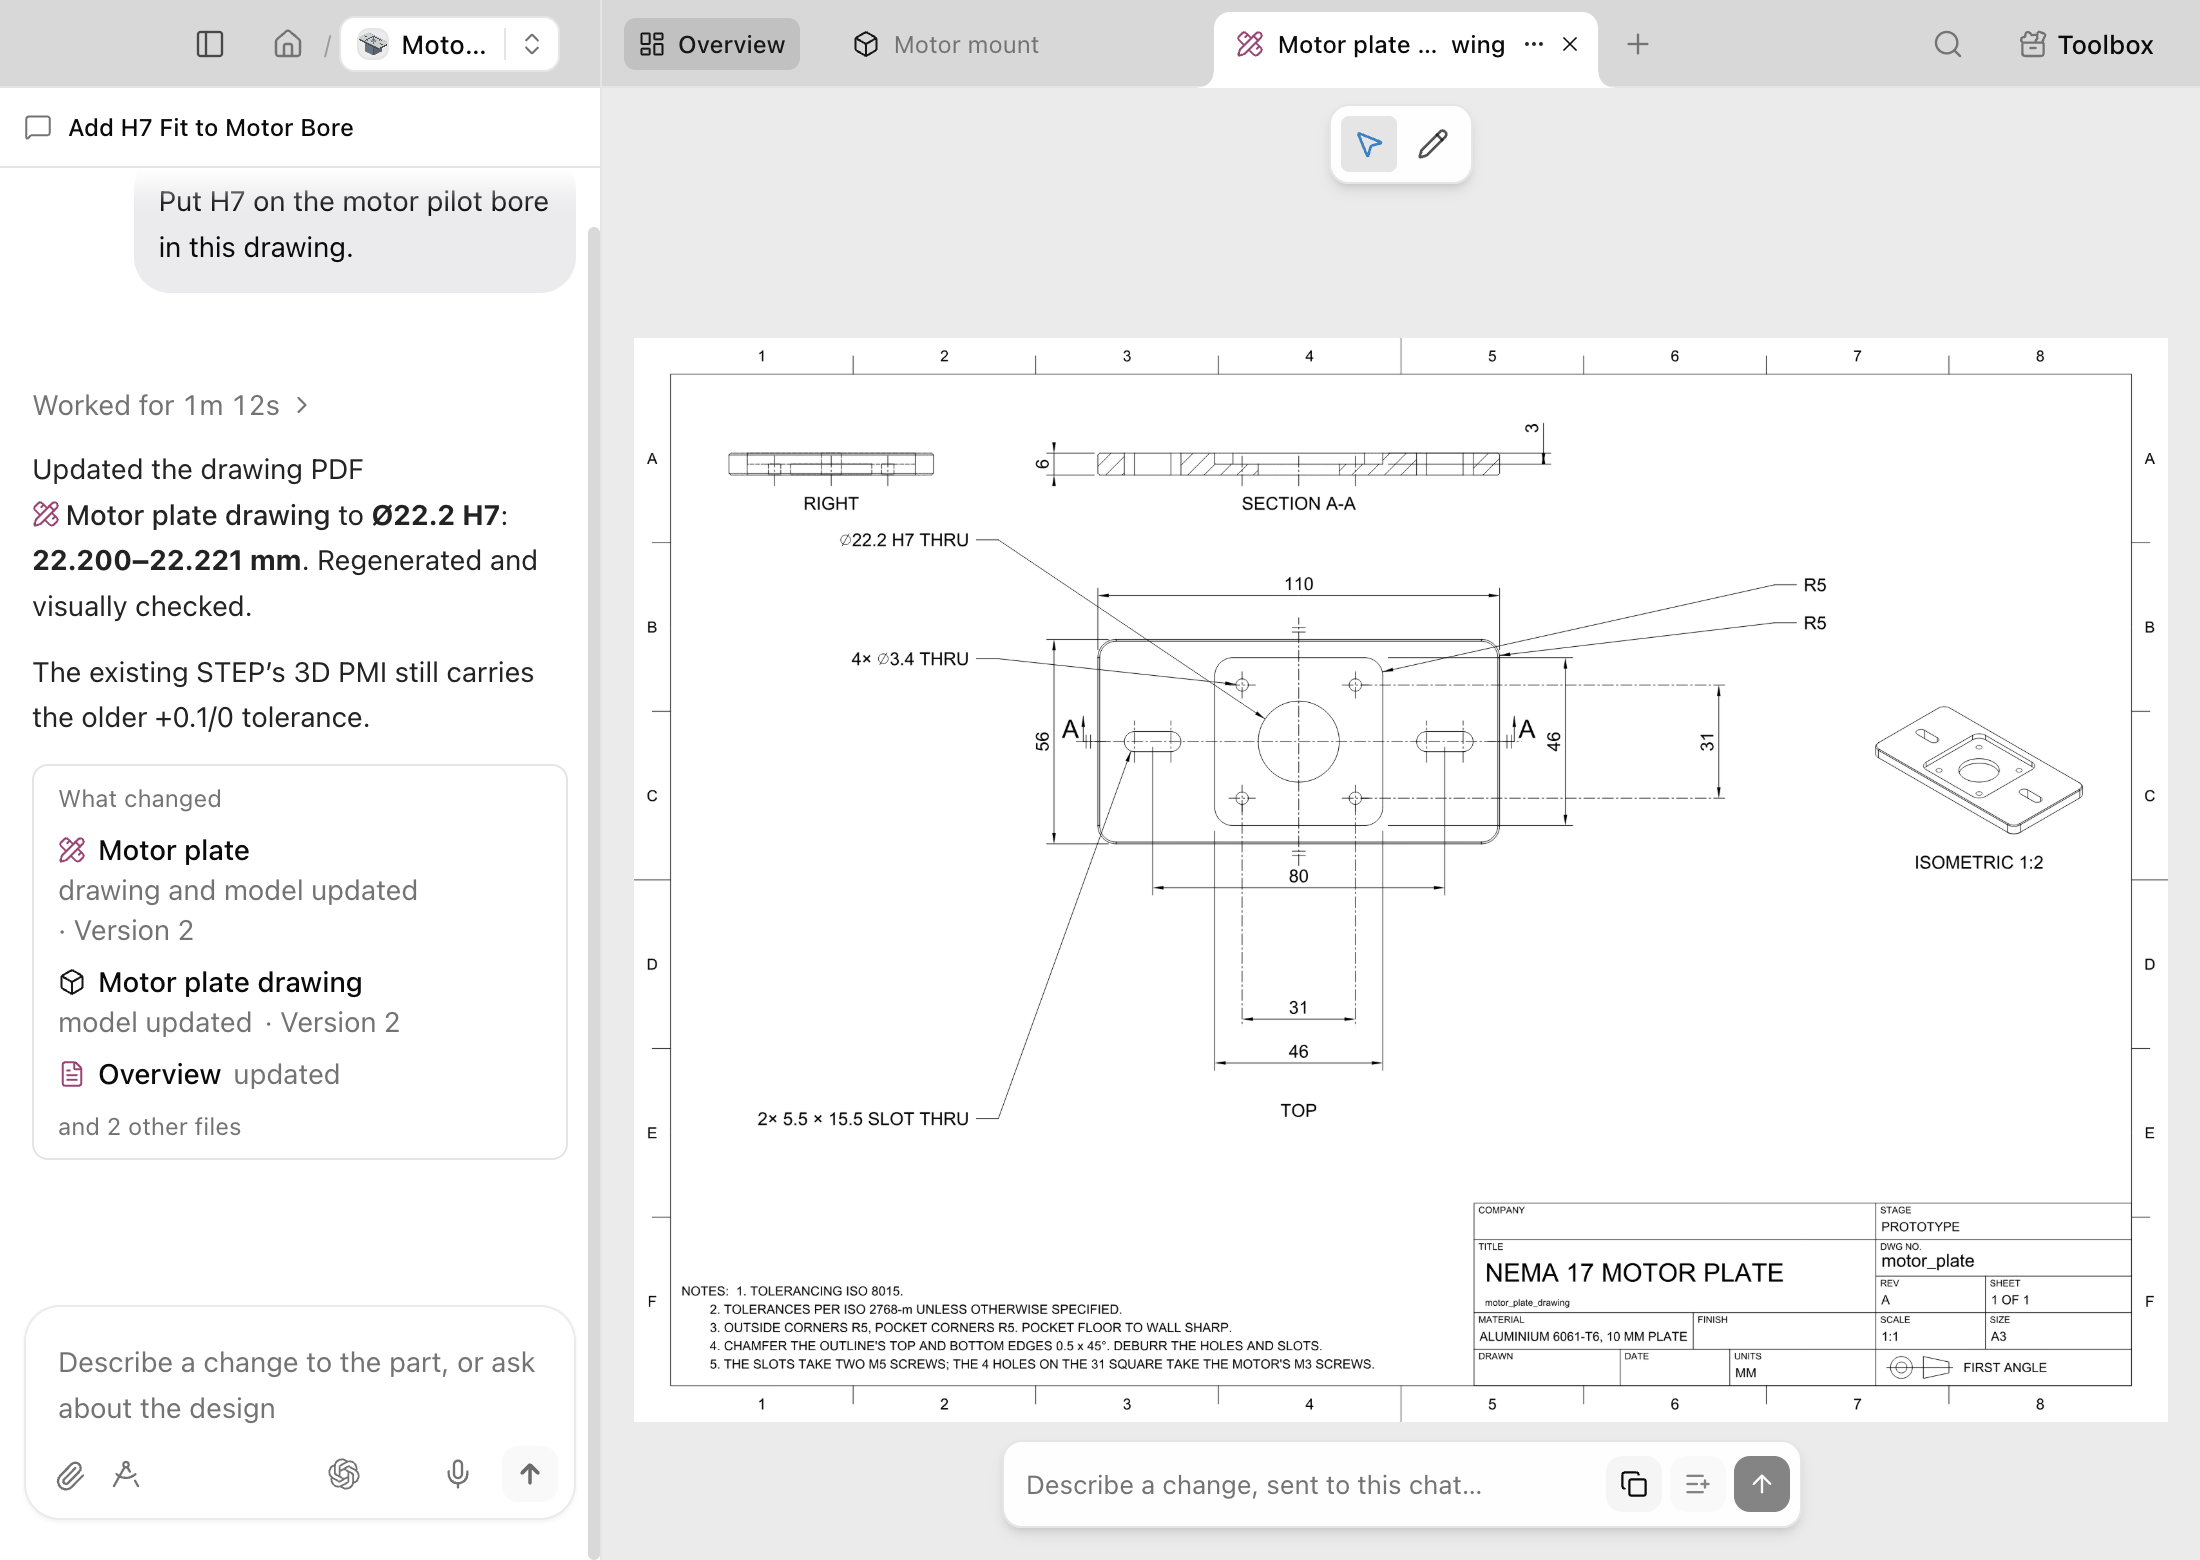 Moto...
Overview
Motor mount
Motor plate ... wing
Toolbox
Add H7 Fit to Motor Bore
Put H7 on the motor pilot bore
in this drawing.
Worked for 1m 12s
Updated the drawing PDF
Motor plate drawing to Ø22.2 H7:
22.200–22.221 mm. Regenerated and
visually checked.
The existing STEP’s 3D PMI still carries
the older +0.1/0 tolerance.
What changed
Motor plate
drawing and model updated
· Version 2
Motor plate drawing
model updated · Version 2
Overview updated
and 2 other files
Describe a change to the part, or ask
about the design
1 2 3 4 5 6 7 8
A A
B B
C C
D D
E E
F F
RIGHT
6
3
SECTION A-A
∅22.2 H7 THRU
110
R5
R5
4× ∅3.4 THRU
56
A A
46
31
80
ISOMETRIC 1:2
31
46
2× 5.5 × 15.5 SLOT THRU
TOP
NOTES: 1. TOLERANCING ISO 8015.
2. TOLERANCES PER ISO 2768-m UNLESS OTHERWISE SPECIFIED.
3. OUTSIDE CORNERS R5, POCKET CORNERS R5. POCKET FLOOR TO WALL SHARP.
4. CHAMFER THE OUTLINE'S TOP AND BOTTOM EDGES 0.5 x 45°. DEBURR THE HOLES AND SLOTS.
5. THE SLOTS TAKE TWO M5 SCREWS; THE 4 HOLES ON THE 31 SQUARE TAKE THE MOTOR'S M3 SCREWS.
COMPANY
STAGE
PROTOTYPE
TITLE
NEMA 17 MOTOR PLATE
motor_plate_drawing
DWG NO.
motor_plate
REV
A
SHEET
1 OF 1
MATERIAL
ALUMINIUM 6061-T6, 10 MM PLATE
FINISH
SCALE
1:1
SIZE
A3
DRAWN
DATE
UNITS
MM
FIRST ANGLE
1 2 3 4 5 6 7 8
Describe a change, sent to this chat...